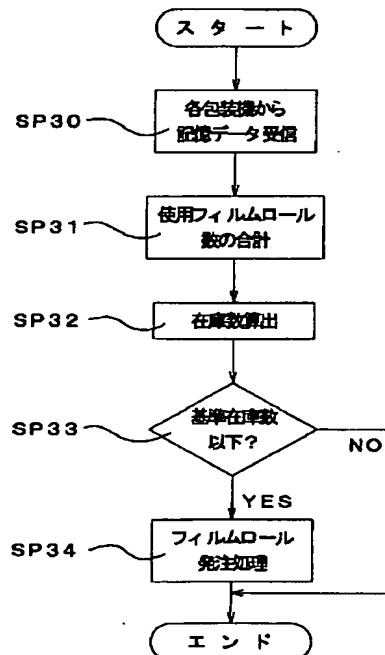 スタート
SP30
各包装機から
記憶データ受信
SP31
使用フィルムロール
数の合計
SP32
在庫数算出
SP33
基準在庫数
以下?
NO
YES
SP34
フィルムロール
発注処理
エンド